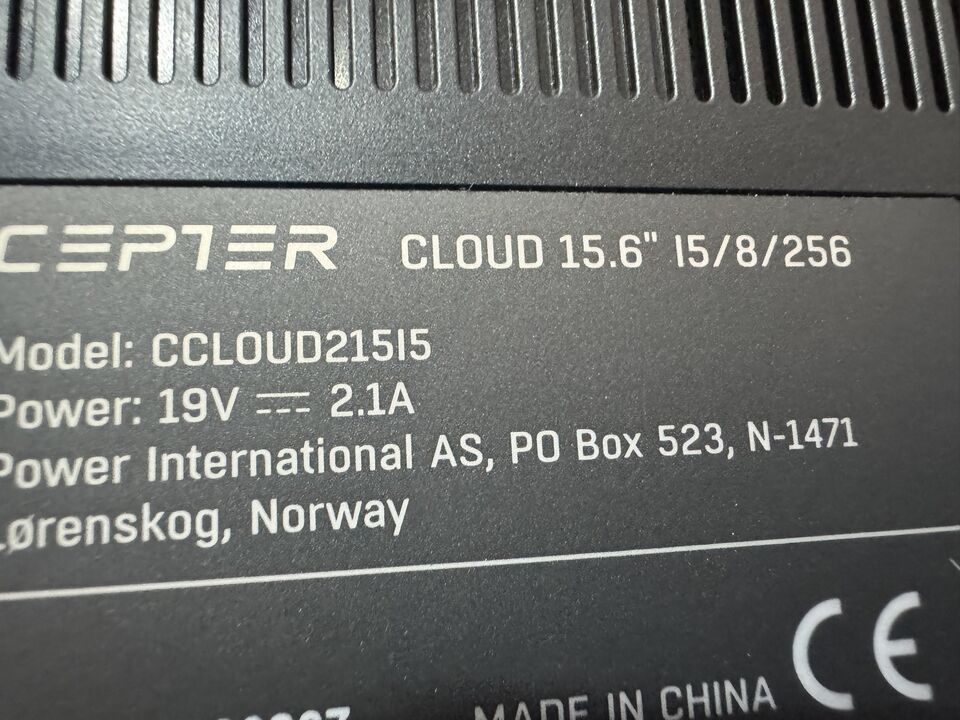 CEPTER CLOUD 15.6" I5/8/256
Model: CCLOUD215I5
Power: 19V ⎓ 2.1A
Power International AS, PO Box 523, N-1471
Lørenskog, Norway
CE
MADE IN CHINA